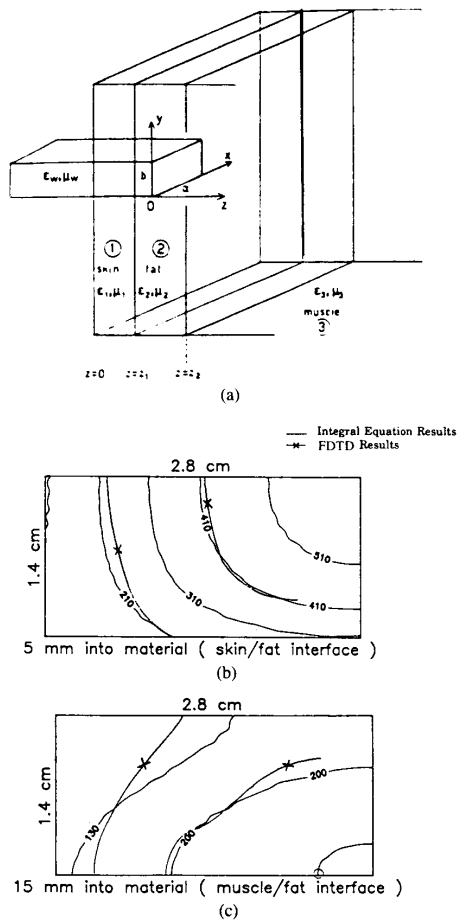 y
x
εw,μw
b
a
0
z
① ②
skin fat
ε1,μ1 ε2,μ2
ε3,μ3
muscle
③
z=0 z=z1 z=z2
(a)
Integral Equation Results
FDTD Results
2.8 cm
1.4 cm
210
310
410
410
510
5 mm into material ( skin/fat interface )
(b)
2.8 cm
1.4 cm
130
200
200
15 mm into material ( muscle/fat interface )
(c)